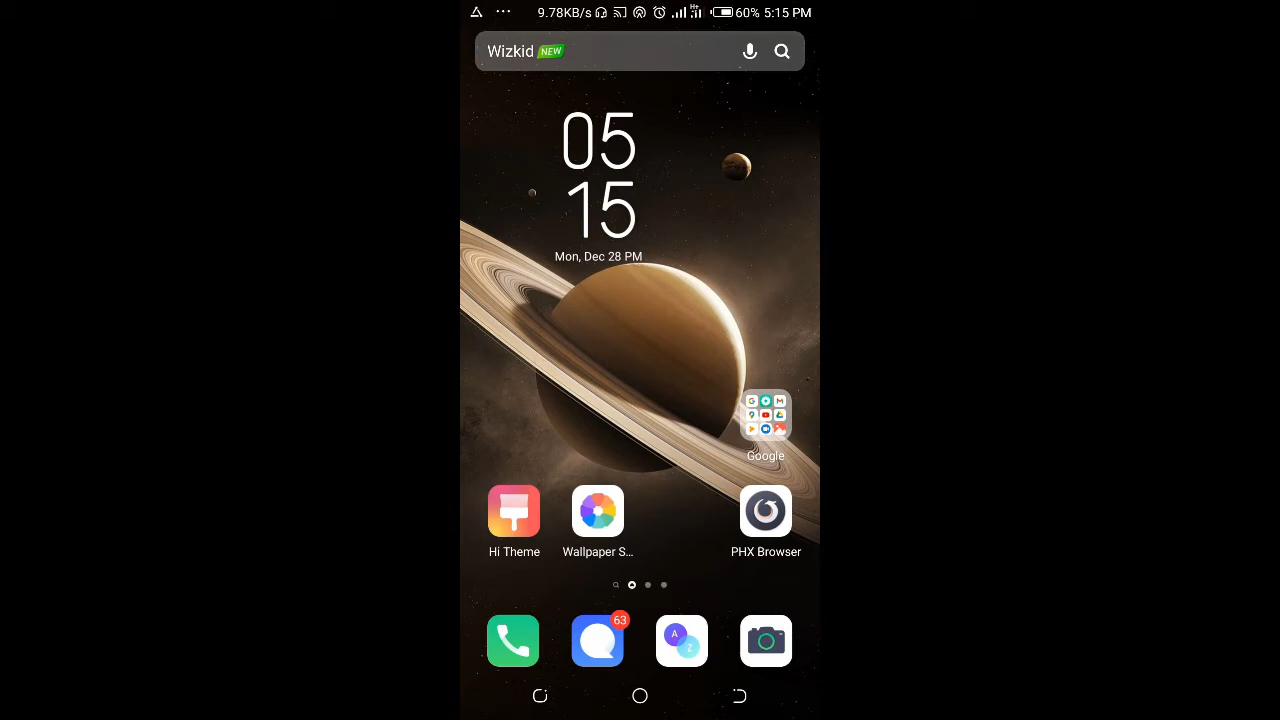 9.78KB/s H+ 60% 5:15 PM
Wizkid NEW
05
15
Mon, Dec 28 PM
Google
Hi Theme Wallpaper S... PHX Browser
63
A
Z